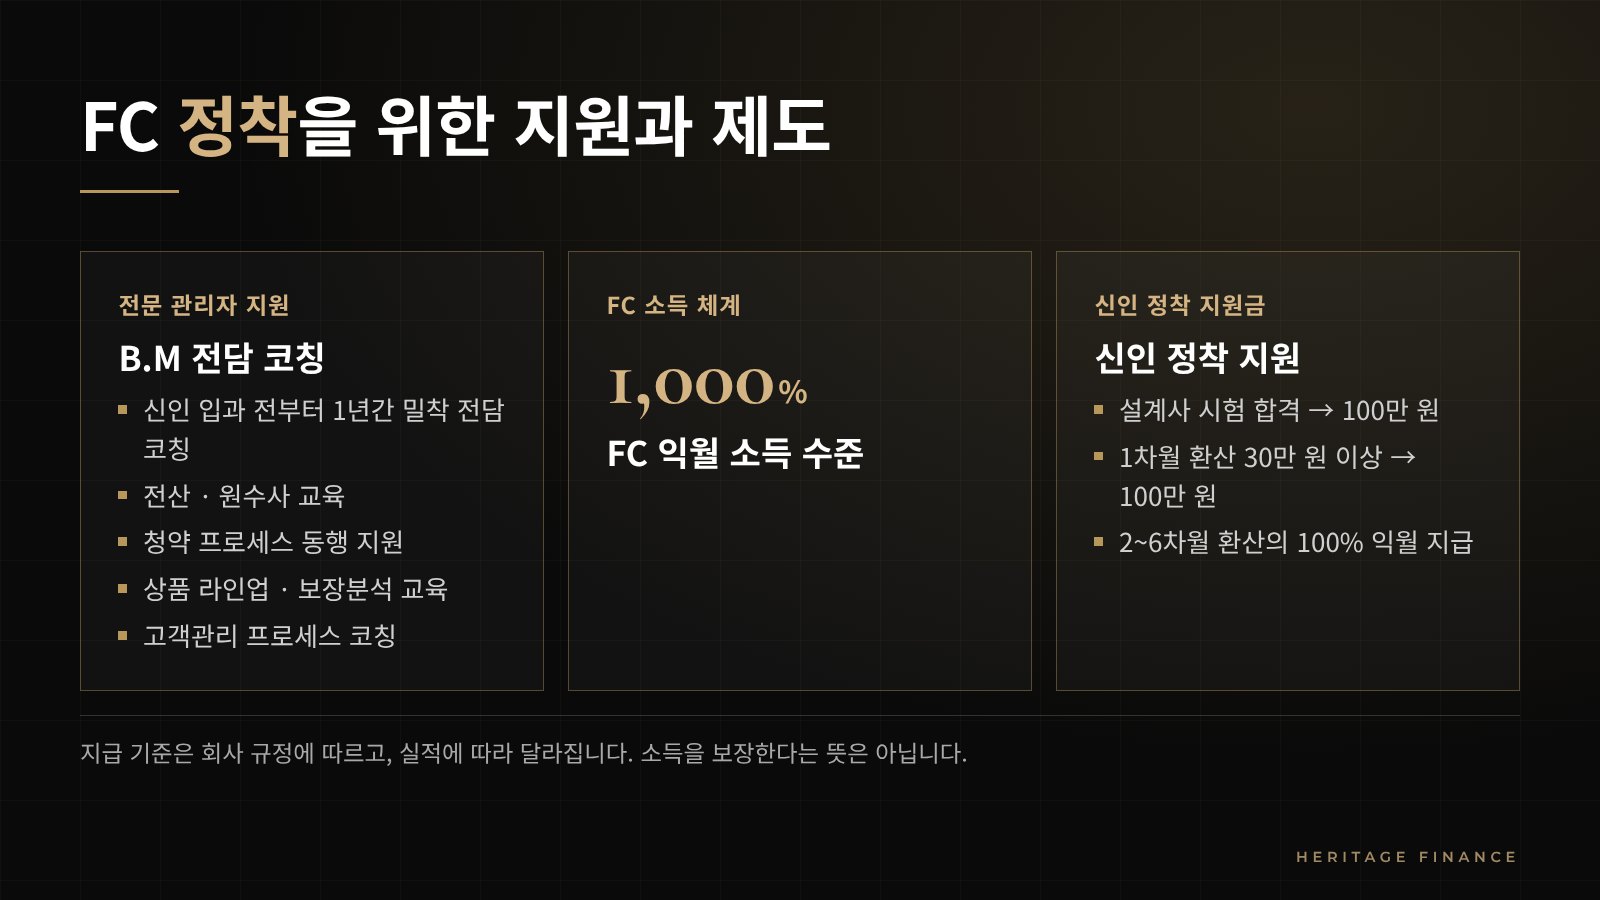 FC 정착을 위한 지원과 제도
전문 관리자 지원
B.M 전담 코칭
신인 입과 전부터 1년간 밀착 전담
코칭
전산 · 원수사 교육
청약 프로세스 동행 지원
상품 라인업 · 보장분석 교육
고객관리 프로세스 코칭
FC 소득 체계
1,000%
FC 익월 소득 수준
신인 정착 지원금
신인 정착 지원
설계사 시험 합격 → 100만 원
1차월 환산 30만 원 이상 →
100만 원
2~6차월 환산의 100% 익월 지급
지급 기준은 회사 규정에 따르고, 실적에 따라 달라집니다. 소득을 보장한다는 뜻은 아닙니다.
HERITAGE FINANCE